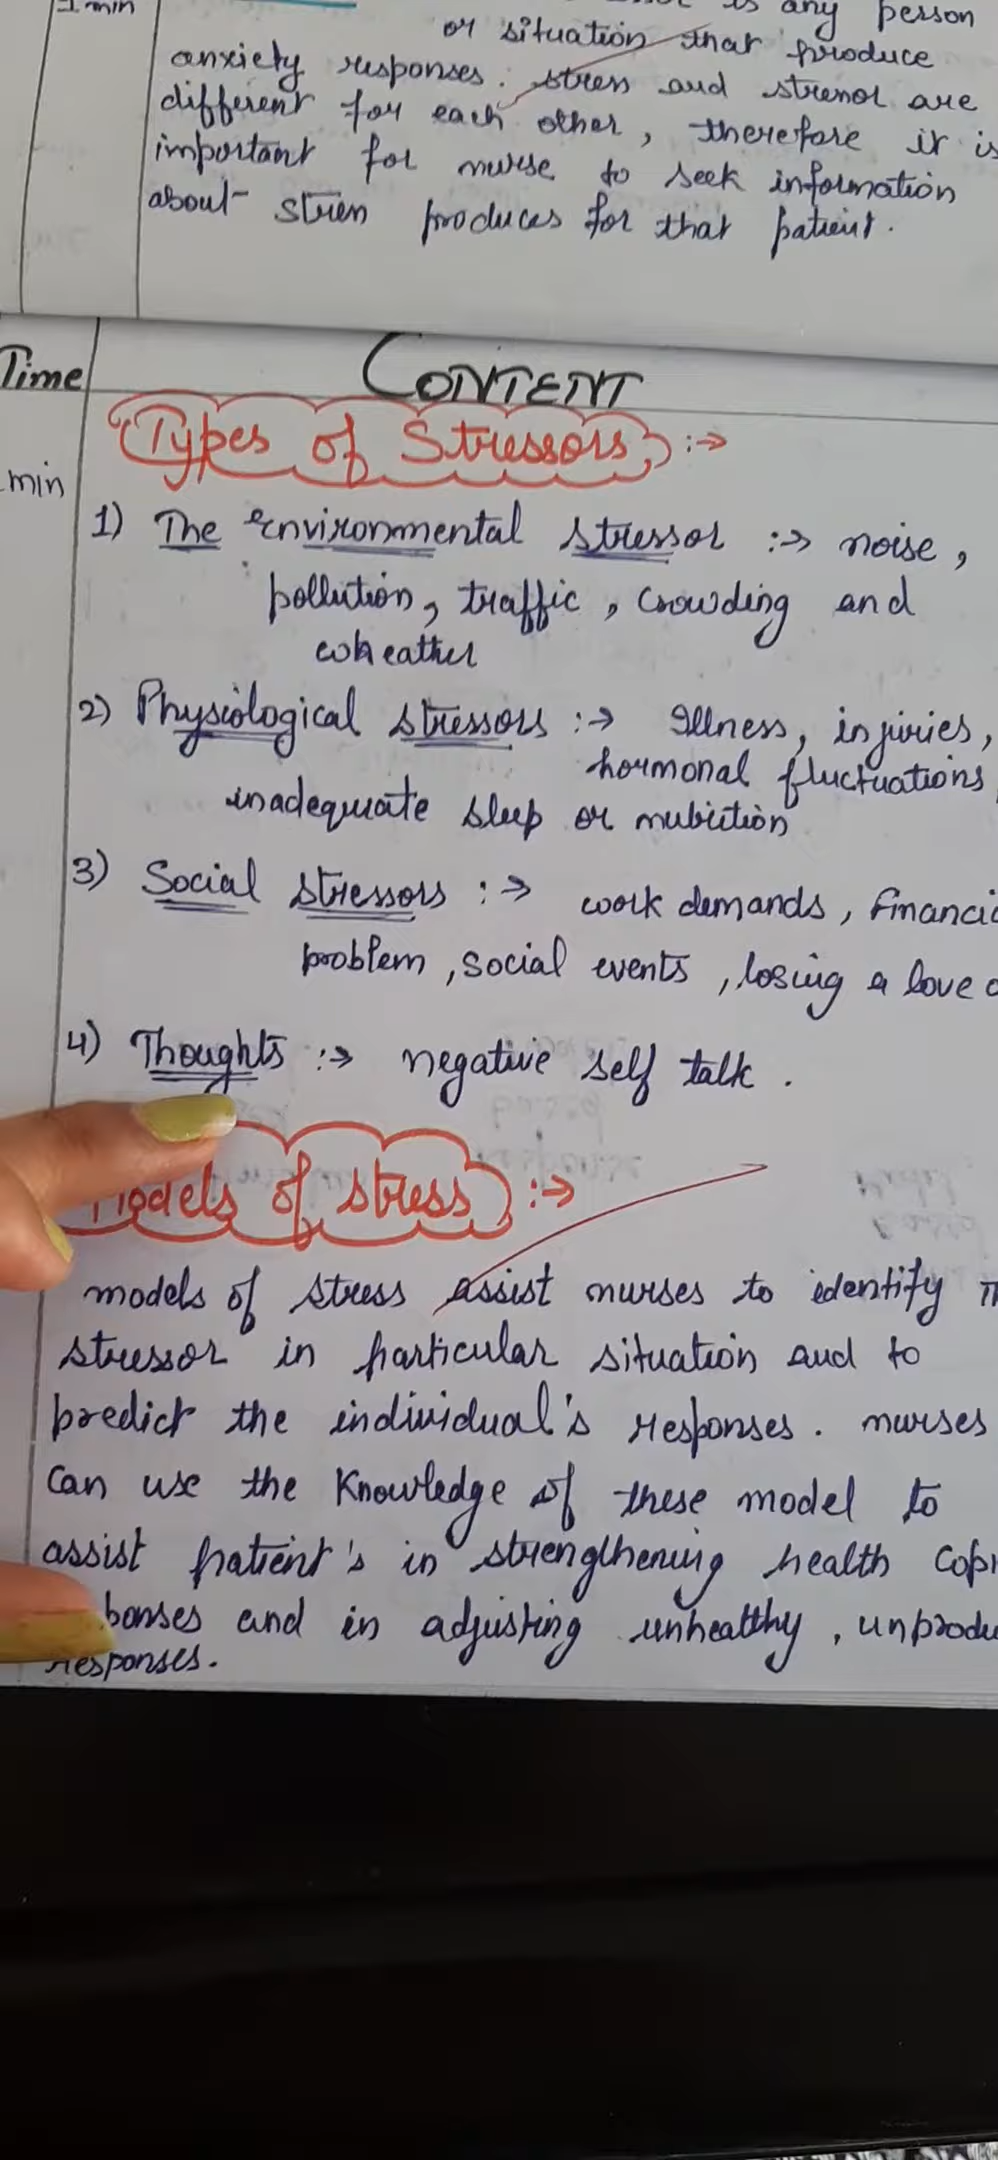 1 min
is any person
or situation that produce
anxiety responses. stress and stressor are
different for each other, therefore it is
important for nurse to seek information
about stress produces for that patient.
Time CONTENT
Types of Stressors :→
min
1) The environmental stressor :→ noise,
pollution, traffic, crowding and
2) Physiological stressors :→ Illness, injuries,
hormonal fluctuations,
inadequate sleep or
3) Social stressors :→ work demands, Financi
problem, social events, losing a love o
4) Thoughts :→ negative self talk.
Models of stress :→
models of stress assist nurses to identify
stressor in particular situation and to
predict the individual's responses. nurses
can use the knowledge of these model to
assist patient's in strengthening health copi
ponses and in adjusting unhealthy, unprodu
responses.